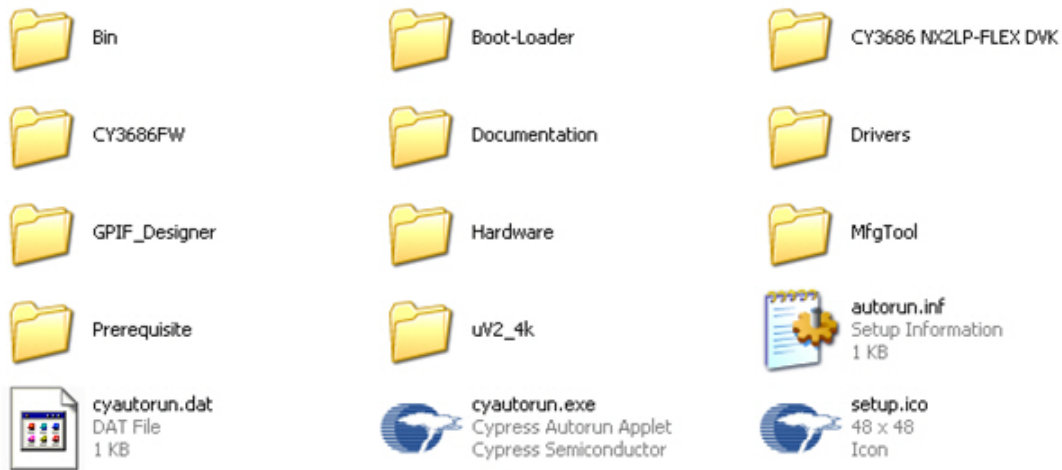 Bin
Boot-Loader
CY3686 NX2LP-FLEX DVK
CY3686FW
Documentation
Drivers
GPIF_Designer
Hardware
MfgTool
Prerequisite
uV2_4k
autorun.inf
Setup Information
1 KB
cyautorun.dat
DAT File
1 KB
cyautorun.exe
Cypress Autorun Applet
Cypress Semiconductor
setup.ico
48 x 48
Icon